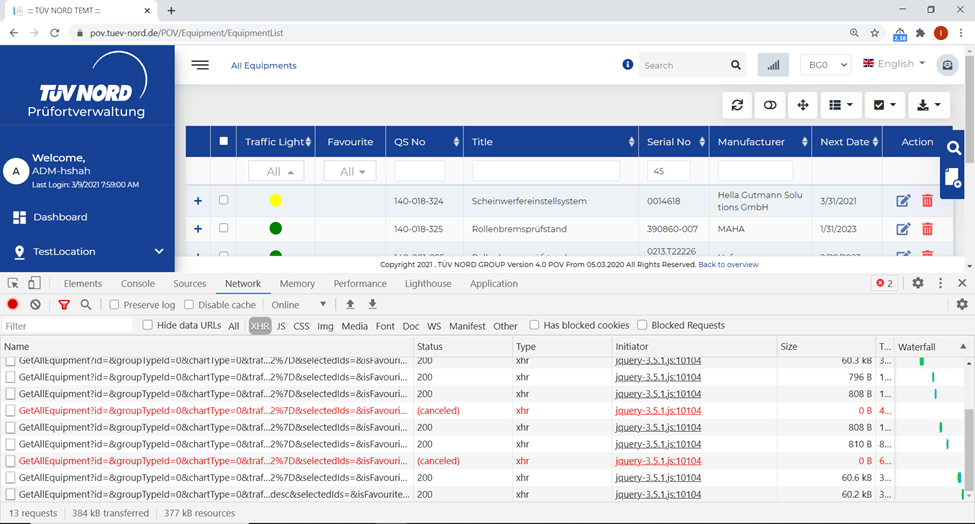 ::: TÜV NORD TEMT :::
pov.tuev-nord.de/POV/Equipment/EquipmentList
2.38
I
TÜV NORD
Prüfortverwaltung
All Equipments
Search
BG0
English
A
Welcome,
ADM-hshah
Last Login: 3/9/2021 7:59:00 AM
Dashboard
TestLocation
Traffic Light Favourite QS No Title Serial No Manufacturer Next Date Action
All All 45
140-018-324 Scheinwerfereinstellsystem 0014618 Hella Gutmann Solu
tions GmbH 3/31/2021
140-018-325 Rollenbremsprüfstand 390860-007 MAHA 1/31/2023
0213.T22226
Copyright 2021 . TÜV NORD GROUP Version 4.0 POV From 05.03.2020 All Rights Reserved. Back to overview
Elements Console Sources Network Memory Performance Lighthouse Application 2
Preserve log Disable cache Online
Filter Hide data URLs All XHR JS CSS Img Media Font Doc WS Manifest Other Has blocked cookies Blocked Requests
Name Status Type Initiator Size T... Waterfall
GetAllEquipment?id=&groupTypeId=0&chartType=0&traf...2%7D&selectedIds=&isFavouri... 200 xhr jquery-3.5.1.js:10104 60.3 kB 3...
GetAllEquipment?id=&groupTypeId=0&chartType=0&traf...2%7D&selectedIds=&isFavouri... 200 xhr jquery-3.5.1.js:10104 796 B 1...
GetAllEquipment?id=&groupTypeId=0&chartType=0&traf...2%7D&selectedIds=&isFavouri... 200 xhr jquery-3.5.1.js:10104 808 B 1...
GetAllEquipment?id=&groupTypeId=0&chartType=0&traf...2%7D&selectedIds=&isFavouri... (canceled) xhr jquery-3.5.1.js:10104 0 B 4...
GetAllEquipment?id=&groupTypeId=0&chartType=0&traf...2%7D&selectedIds=&isFavouri... 200 xhr jquery-3.5.1.js:10104 808 B 1...
GetAllEquipment?id=&groupTypeId=0&chartType=0&traf...2%7D&selectedIds=&isFavouri... 200 xhr jquery-3.5.1.js:10104 810 B 8...
GetAllEquipment?id=&groupTypeId=0&chartType=0&traf...2%7D&selectedIds=&isFavouri... (canceled) xhr jquery-3.5.1.js:10104 0 B 6...
GetAllEquipment?id=&groupTypeId=0&chartType=0&traf...2%7D&selectedIds=&isFavouri... 200 xhr jquery-3.5.1.js:10104 60.6 kB 3...
GetAllEquipment?id=&groupTypeId=0&chartType=0&traf...desc&selectedIds=&isFavourite... 200 xhr jquery-3.5.1.js:10104 60.2 kB 3...
13 requests 384 kB transferred 377 kB resources